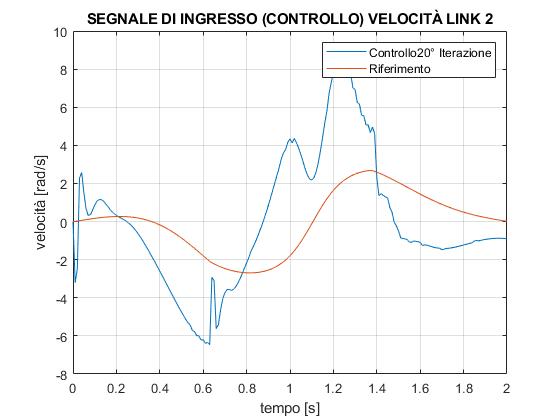 SEGNALE DI INGRESSO (CONTROLLO) VELOCITÀ LINK 2
10
8
6
4
2
0
-2
-4
-6
-8
velocità [rad/s]
Controllo20° Iterazione
Riferimento
0 0.2 0.4 0.6 0.8 1 1.2 1.4 1.6 1.8 2
tempo [s]